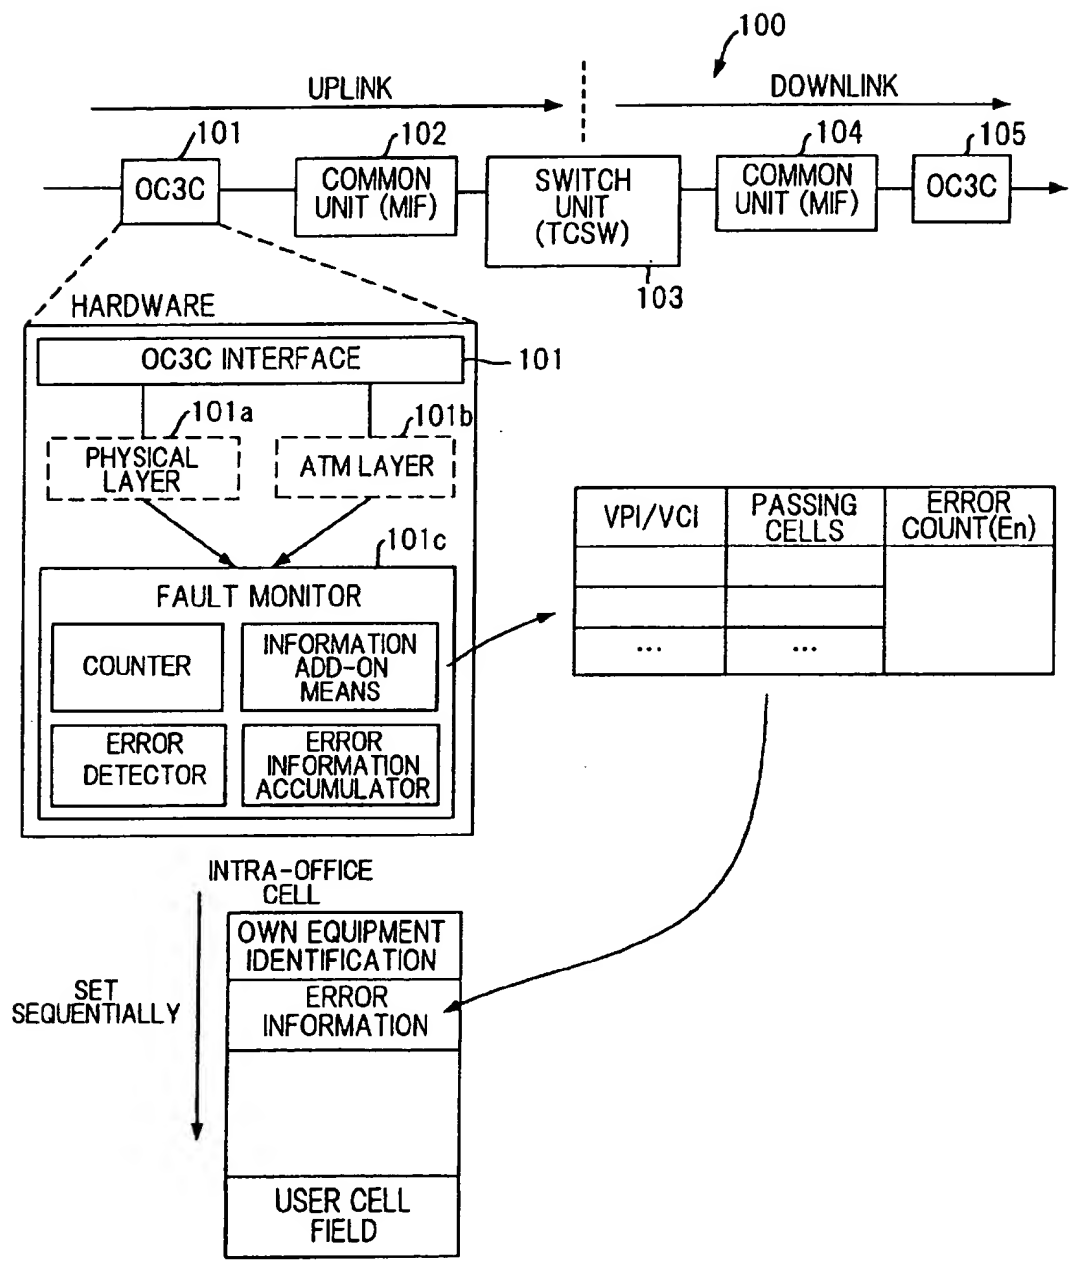 100
UPLINK
DOWNLINK
101
102
104
105
OC3C
COMMON
UNIT (MIF)
SWITCH
UNIT
(TCSW)
COMMON
UNIT (MIF)
OC3C
103
HARDWARE
OC3C INTERFACE
101
101a
101b
PHYSICAL
LAYER
ATM LAYER
101c
FAULT MONITOR
COUNTER
INFORMATION
ADD-ON
MEANS
ERROR
DETECTOR
ERROR
INFORMATION
ACCUMULATOR
VPI/VCI
PASSING
CELLS
ERROR
COUNT(En)
...
...
INTRA-OFFICE
CELL
SET
SEQUENTIALLY
OWN EQUIPMENT
IDENTIFICATION
ERROR
INFORMATION
USER CELL
FIELD